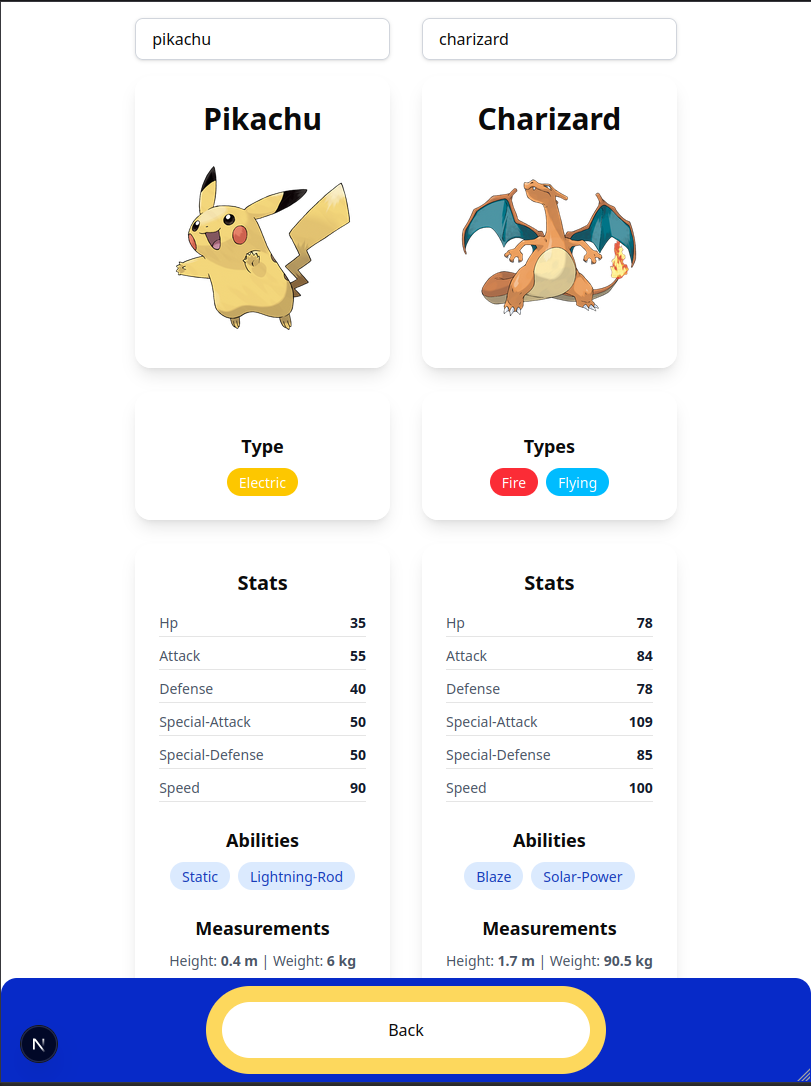 pikachu
charizard
Pikachu
Charizard
Type
Electric
Types
Fire Flying
Stats
Hp 35
Attack 55
Defense 40
Special-Attack 50
Special-Defense 50
Speed 90
Abilities
Static Lightning-Rod
Measurements
Height: 0.4 m | Weight: 6 kg
Stats
Hp 78
Attack 84
Defense 78
Special-Attack 109
Special-Defense 85
Speed 100
Abilities
Blaze Solar-Power
Measurements
Height: 1.7 m | Weight: 90.5 kg
N
Back